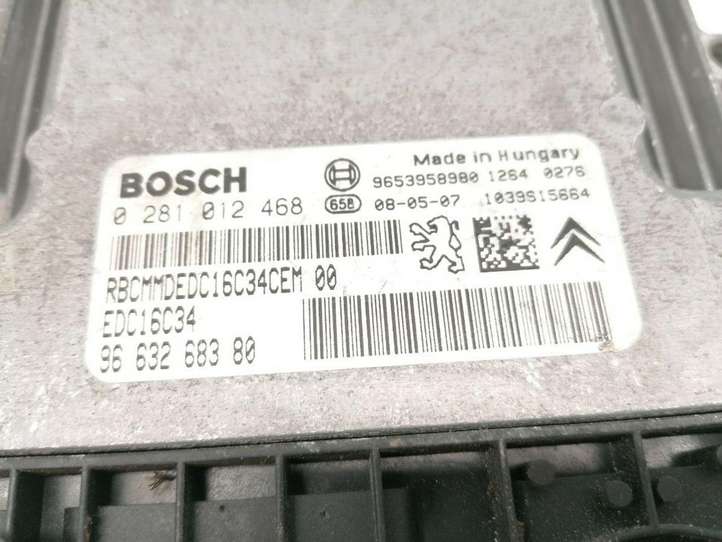 Made in Hungary
BOSCH
9653958980 1264 0276
0 281 012 468 658 08-05-07 1039S15664
RBCMMDEDC16C34CEM 00
EDC16C34
96 632 683 80